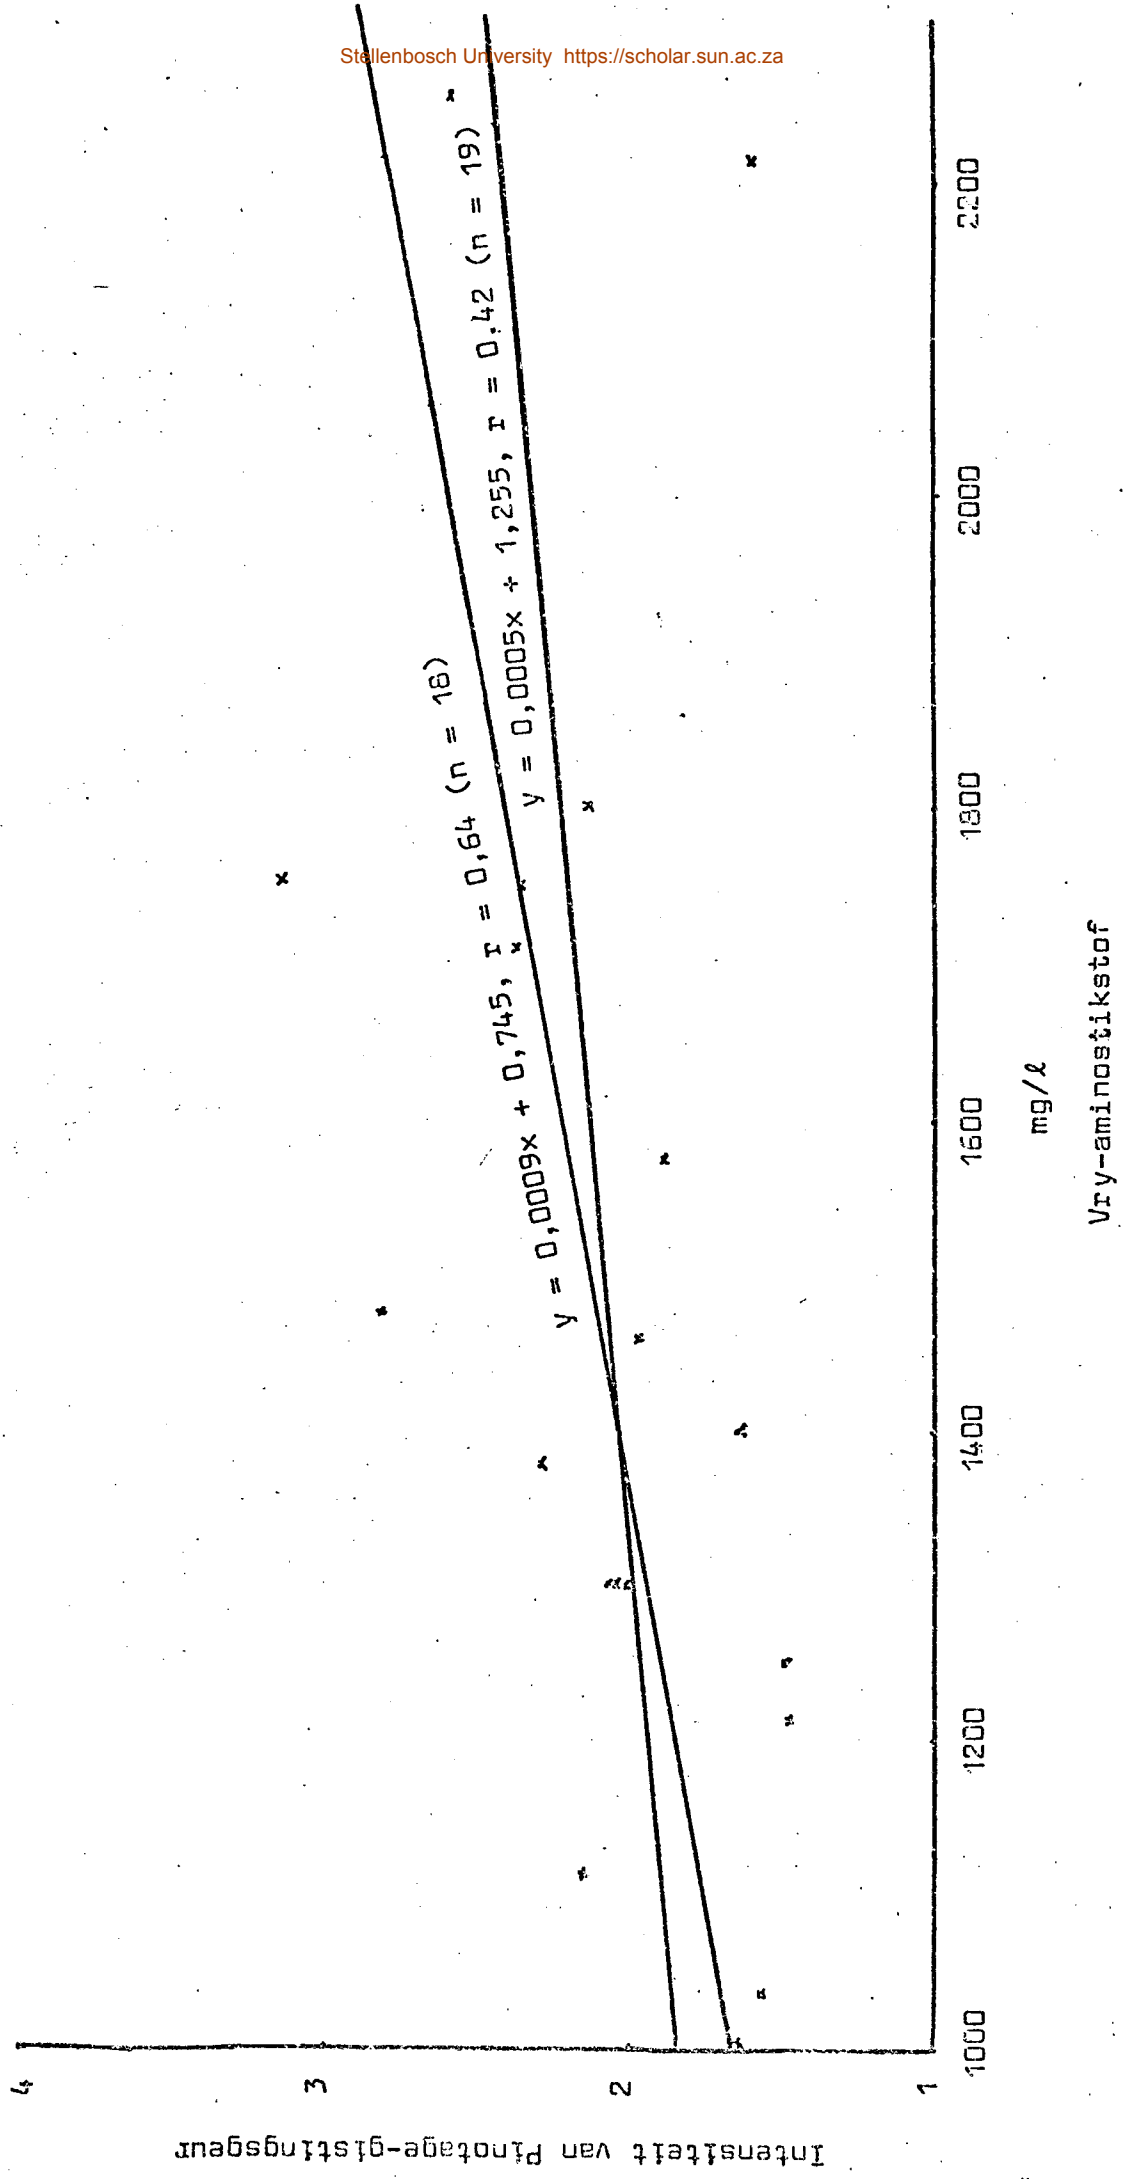 Stellenbosch University https://scholar.sun.ac.za
4
3
2
1
Intensiteit van Pinotage-gistingsgeur
y = 0,0009x + 0,745, r = 0,64 (n = 16)
y = 0,0005x + 1,255, r = 0,42 (n = 19)
1000
1200
1400
1600
1800
2000
2200
mg/ℓ
Vry-aminostikstof